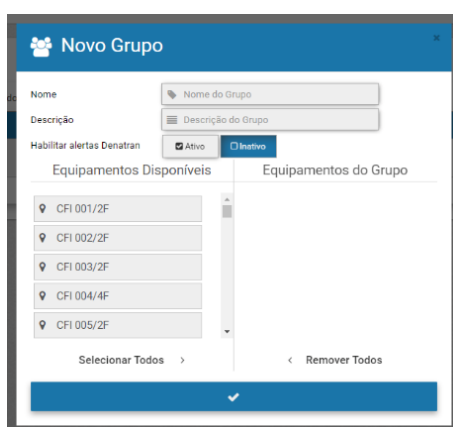 Novo Grupo
×
Nome
Nome do Grupo
Descrição
Descrição do Grupo
Habilitar alertas Denatran
Ativo
Inativo
Equipamentos Disponíveis
Equipamentos do Grupo
CFI 001/2F
CFI 002/2F
CFI 003/2F
CFI 004/4F
CFI 005/2F
Selecionar Todos >
< Remover Todos